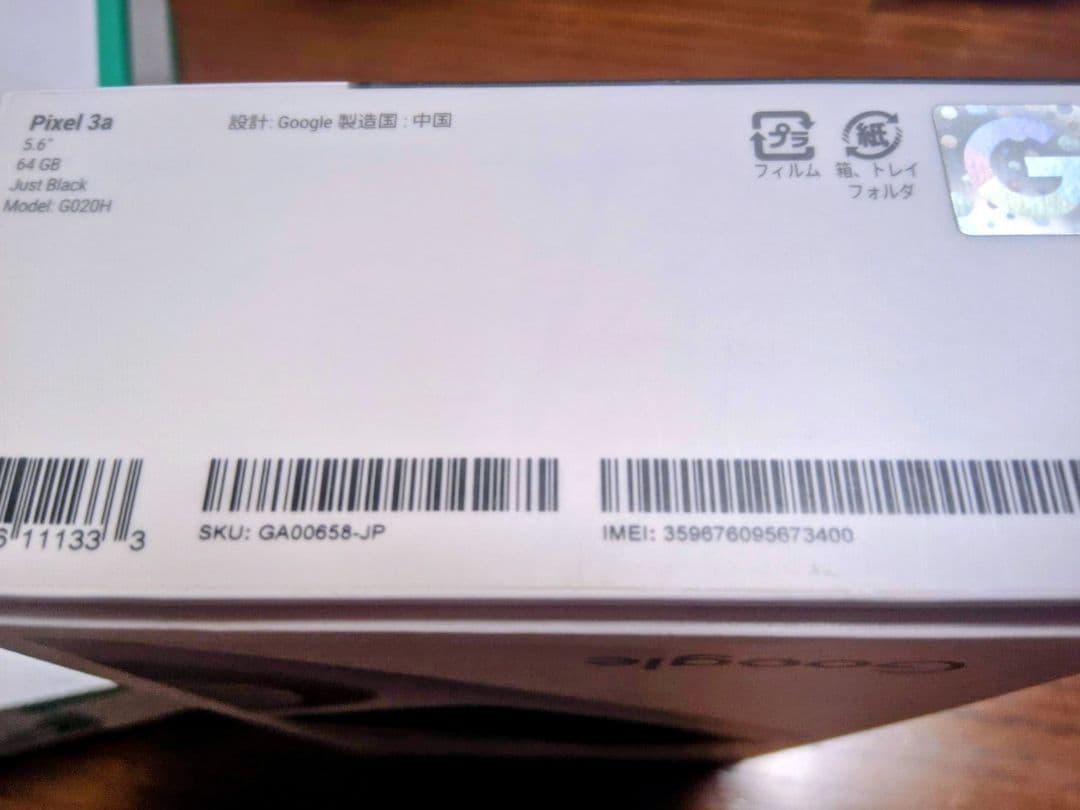 Pixel 3a
5.6"
64 GB
Just Black
Model: G020H
設計: Google 製造国 : 中国
プラ
フィルム
紙
箱、トレイ
フォルダ
G
6 11133 3
SKU: GA00658-JP
IMEI: 359676095673400
Google